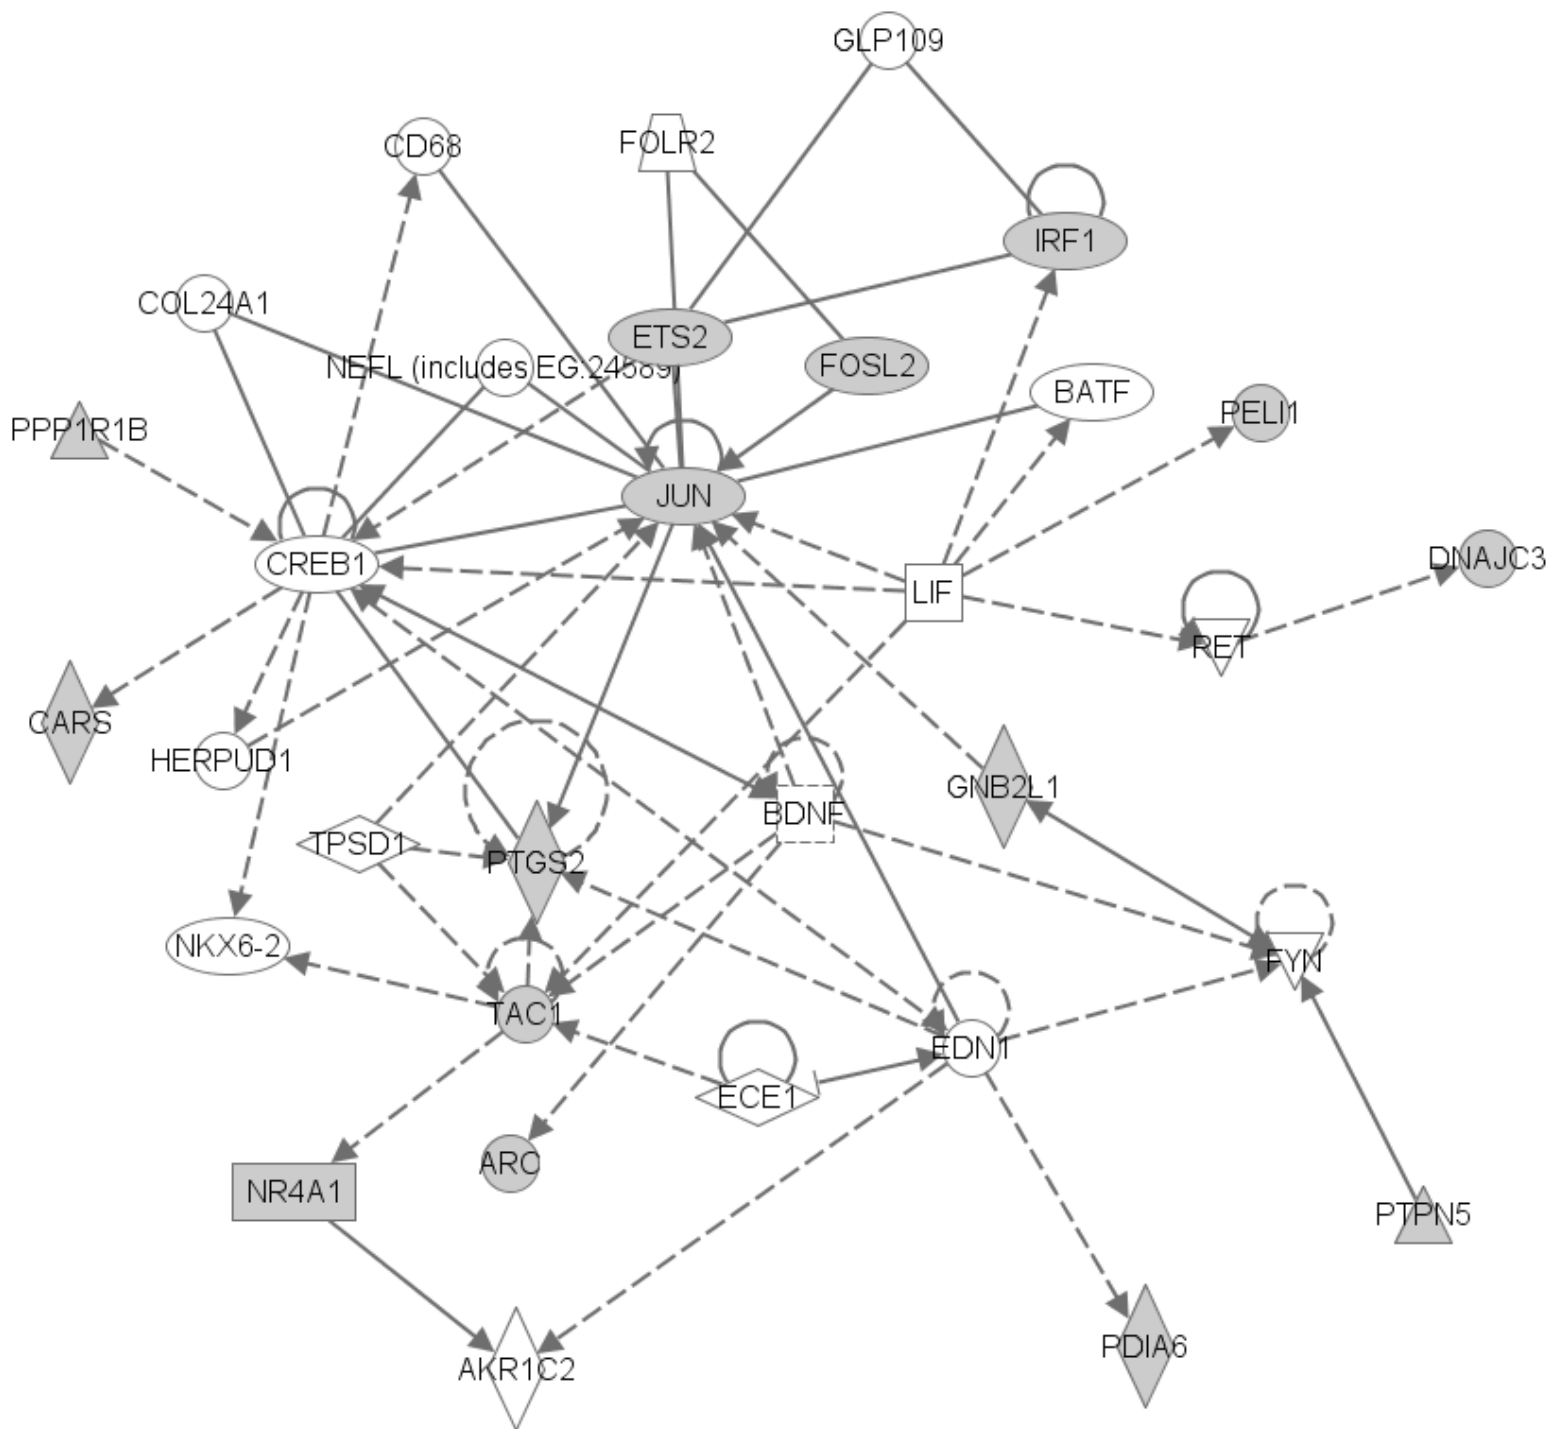 GLP109
CD68
FOLR2
IRF1
COL24A1
ETS2
NEFL (includes EG:24589)
FOSL2
BATF
PELI1
PPP1R1B
JUN
CREB1
DNAJC3
LIF
RET
CARS
HERPUD1
GNB2L1
BDNF
TPSD1
PTGS2
NKX6-2
FYN
TAC1
EDN1
ECE1
ARC
NR4A1
PTPN5
PDIA6
AKR1C2